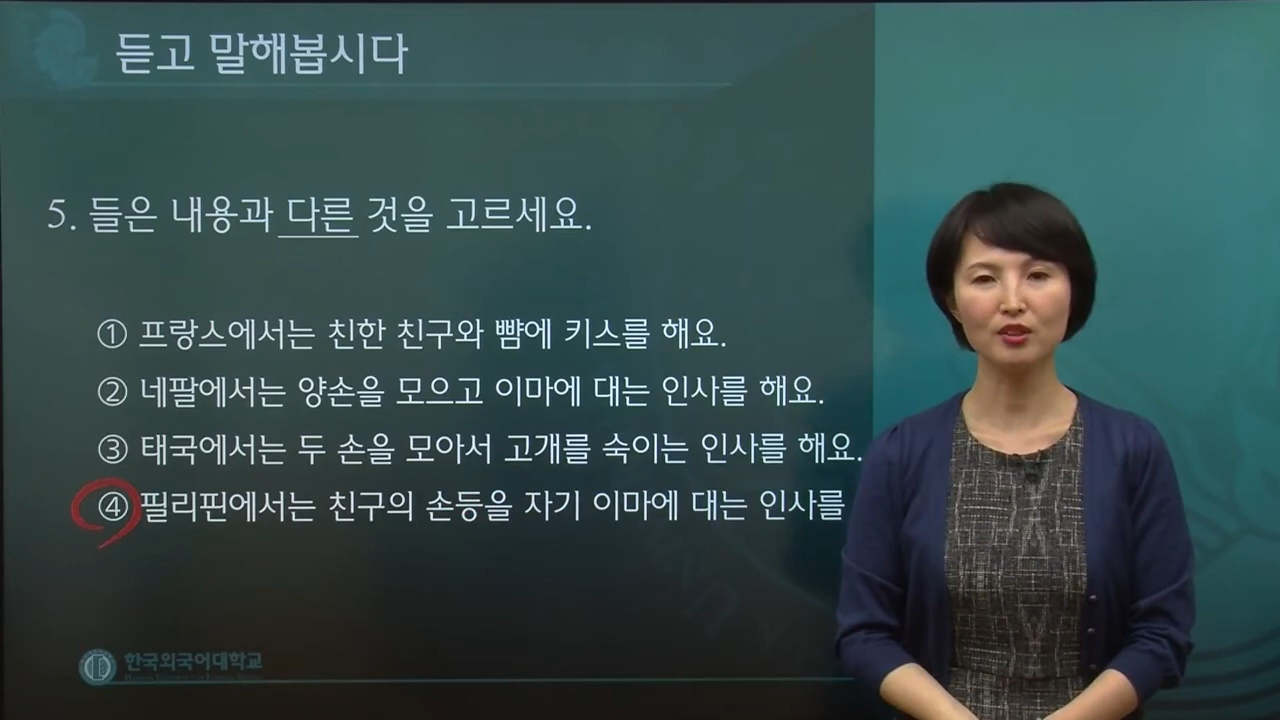 듣고 말해봅시다
5. 들은 내용과 다른 것을 고르세요.
① 프랑스에서는 친한 친구와 뺨에 키스를 해요.
② 네팔에서는 양손을 모으고 이마에 대는 인사를 해요.
③ 태국에서는 두 손을 모아서 고개를 숙이는 인사를 해요.
④ 필리핀에서는 친구의 손등을 자기 이마에 대는 인사를
한국외국어대학교